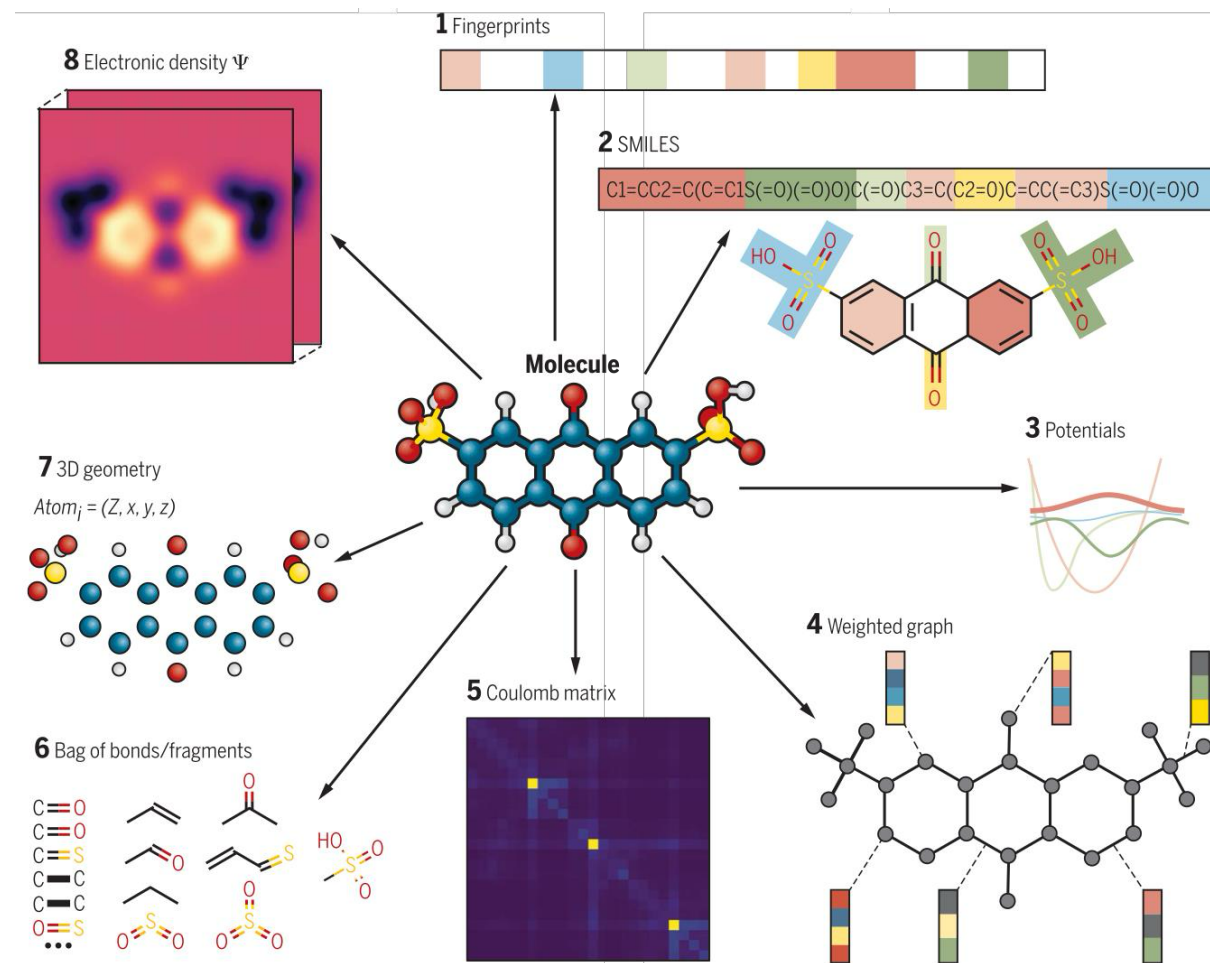 1 Fingerprints
8 Electronic density Ψ
2 SMILES
C1=CC2=C(C=C1S(=O)(=O)O)C(=O)C3=C(C2=O)C=CC(=C3)S(=O)(=O)O
O
HO
S
O
O
O
OH
S
O
O
Molecule
3 Potentials
7 3D geometry
Atomi = (Z, x, y, z)
4 Weighted graph
5 Coulomb matrix
6 Bag of bonds/fragments
C=O
C=O
C=S
C C
C C
O=S
•••
O
O
S
HO
S
O
O
O
S
O
O
S
O
O